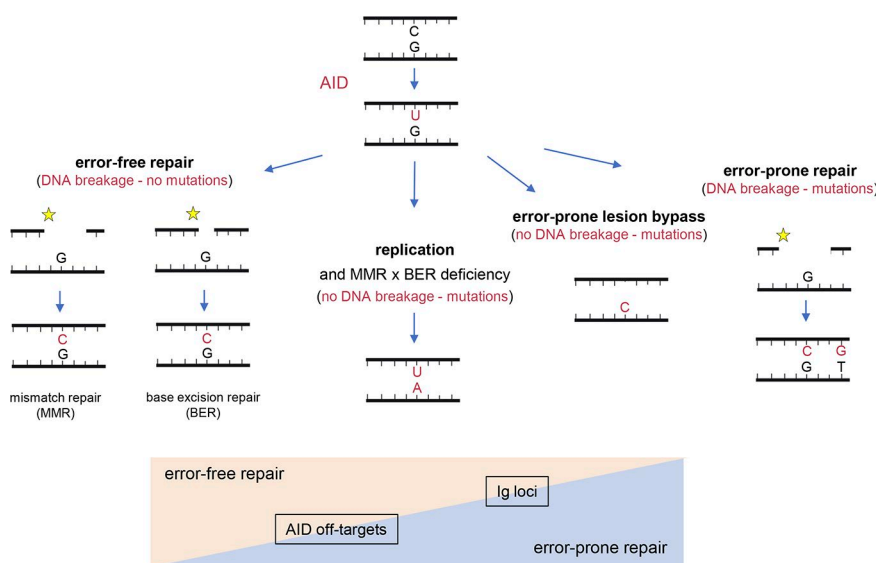 C
G
AID
U
G
error-free repair
(DNA breakage - no mutations)
error-prone repair
(DNA breakage - mutations)
error-prone lesion bypass
(no DNA breakage - mutations)
replication
and MMR x BER deficiency
(no DNA breakage - mutations)
G
G
C
G
C
G
C
G
mismatch repair
(MMR)
base excision repair
(BER)
U
A
C G
G T
error-free repair
Ig loci
AID off-targets
error-prone repair